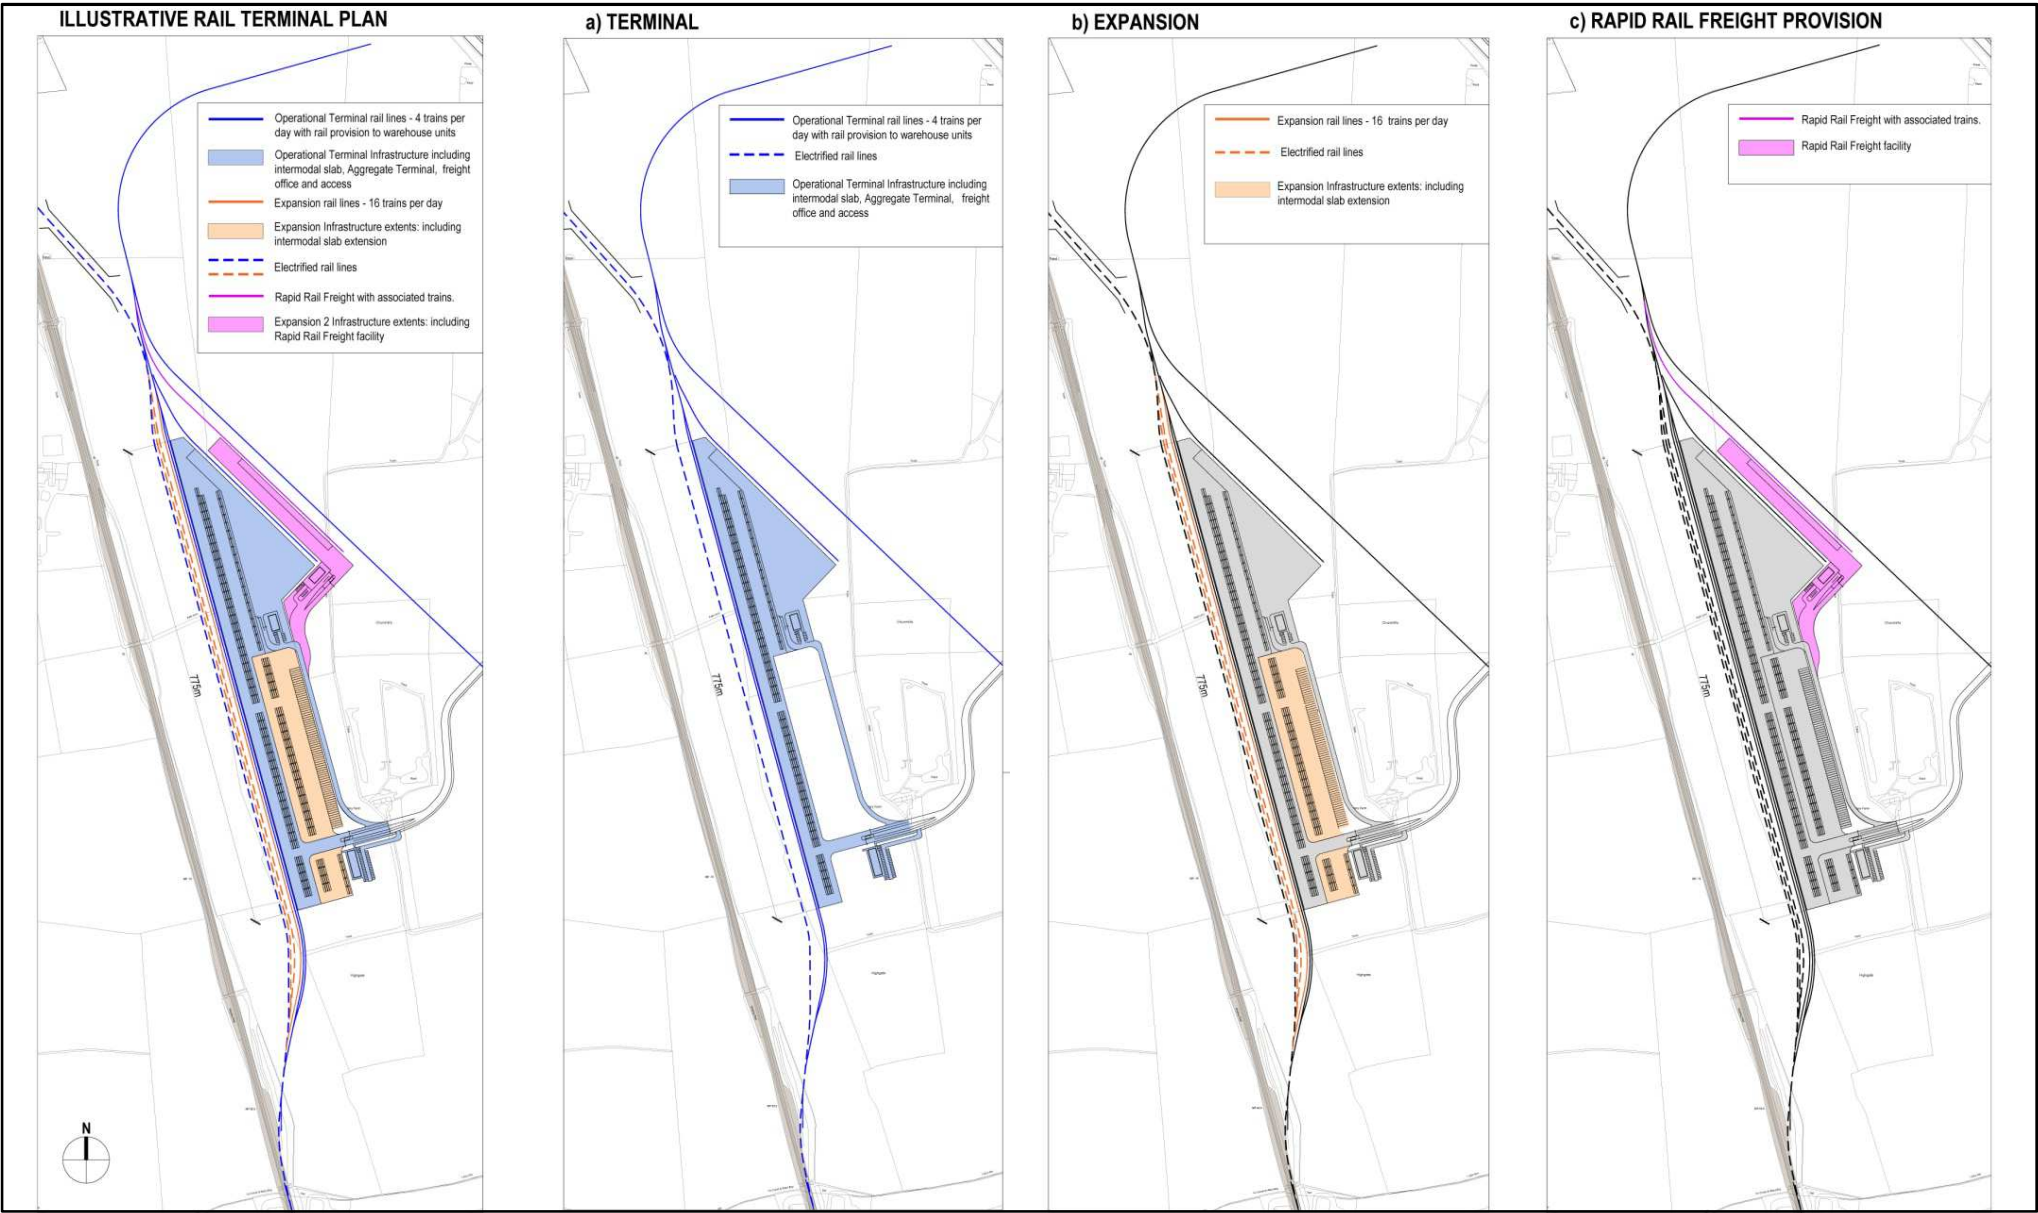 ILLUSTRATIVE RAIL TERMINAL PLAN
Operational Terminal rail lines - 4 trains per
day with rail provision to warehouse units
Operational Terminal Infrastructure including
intermodal slab, Aggregate Terminal, freight
office and access
Expansion rail lines - 16 trains per day
Expansion Infrastructure extents: including
intermodal slab extension
Electrified rail lines
Rapid Rail Freight with associated trains.
Expansion 2 Infrastructure extents: including
Rapid Rail Freight facility
775m
N
a) TERMINAL
Operational Terminal rail lines - 4 trains per
day with rail provision to warehouse units
Electrified rail lines
Operational Terminal Infrastructure including
intermodal slab, Aggregate Terminal, freight
office and access
775m
b) EXPANSION
Expansion rail lines - 16 trains per day
Electrified rail lines
Expansion Infrastructure extents: including
intermodal slab extension
775m
c) RAPID RAIL FREIGHT PROVISION
Rapid Rail Freight with associated trains.
Rapid Rail Freight facility
775m